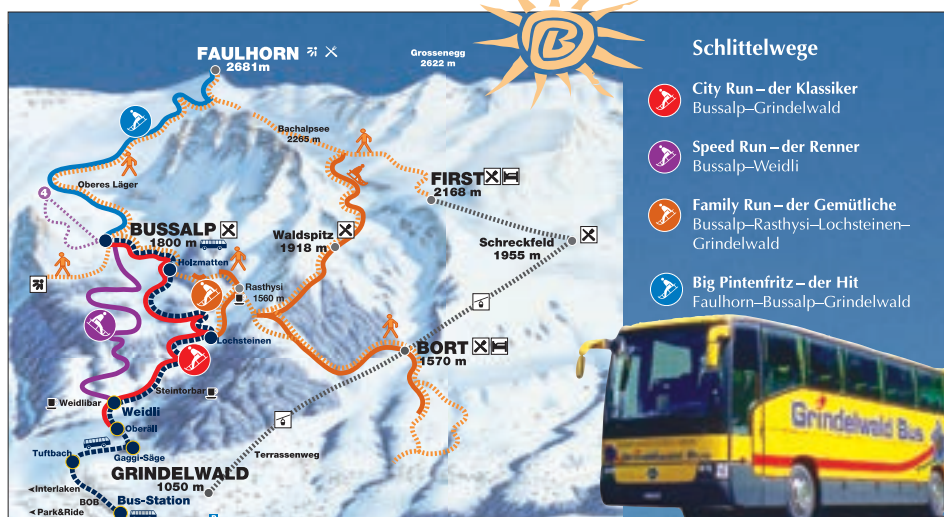 B
FAULHORN
2681m
Grossenegg
2622 m
Bachalpsee
2265 m
Oberes Läger
4
FIRST
2168 m
BUSSALP
1800 m
Waldspitz
1918 m
Schreckfeld
1955 m
Holzmatten
Rasthysi
1560 m
Lochsteinen
BORT
1570 m
Steintorbar
Weidlibar
Weidli
Oberäll
Gaggi-Säge
Tuftbach
Terrassenweg
GRINDELWALD
1050 m
Interlaken
BOB
Park&Ride
Bus-Station
Schlittelwege
City Run – der Klassiker
Bussalp–Grindelwald
Speed Run – der Renner
Bussalp–Weidli
Family Run – der Gemütliche
Bussalp–Rasthysi–Lochsteinen–
Grindelwald
Big Pintenfritz – der Hit
Faulhorn–Bussalp–Grindelwald
Grindelwald Bus